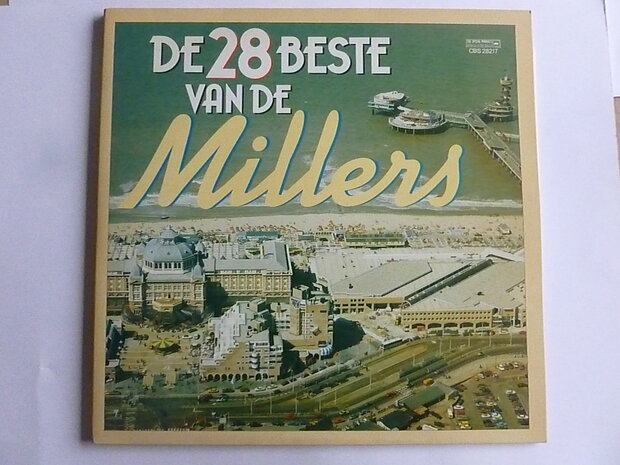 DE 28 BESTE
VAN DE
Millers
CBS 28217